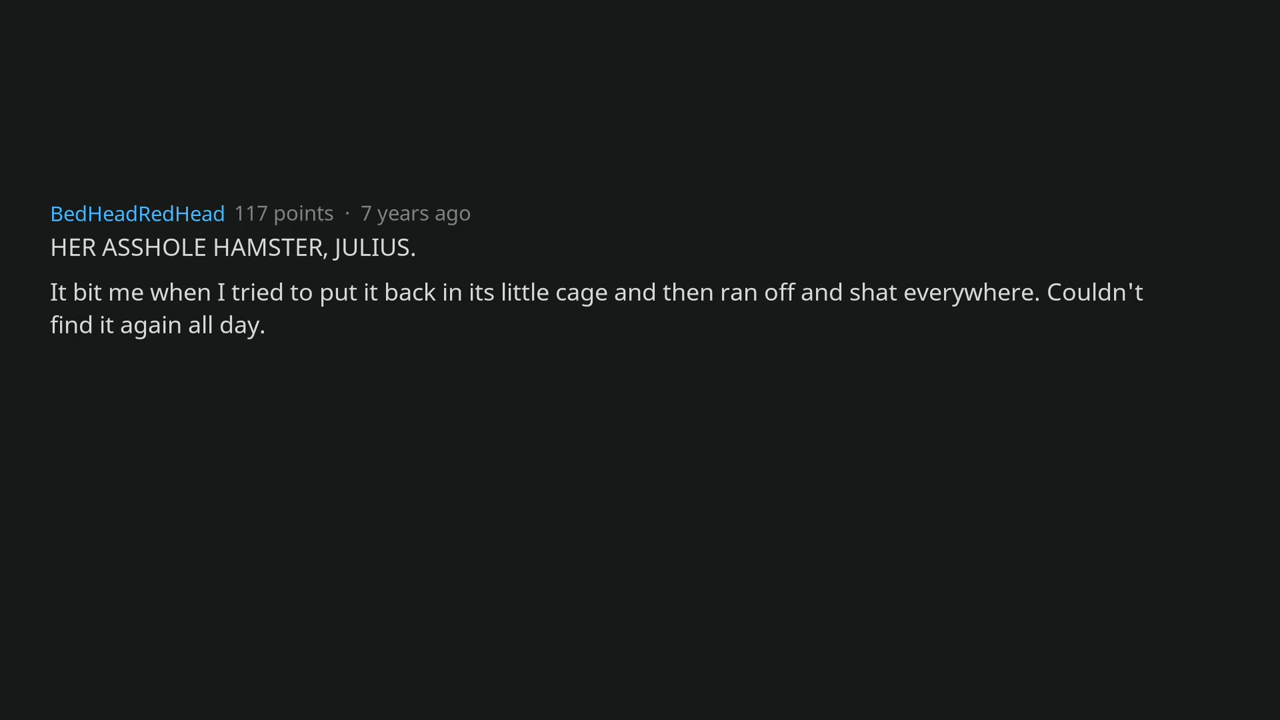 BedHeadRedHead 117 points · 7 years ago
HER ASSHOLE HAMSTER, JULIUS.
It bit me when I tried to put it back in its little cage and then ran off and shat everywhere. Couldn't
find it again all day.